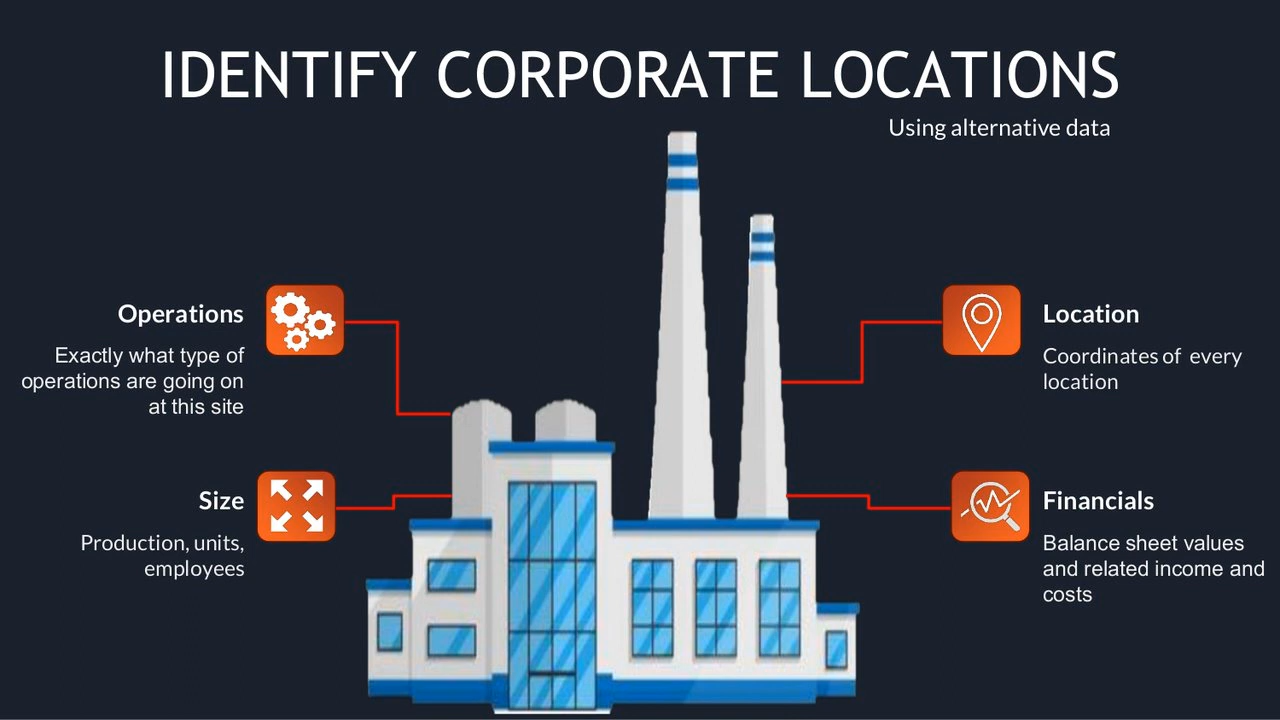 IDENTIFY CORPORATE LOCATIONS
Using alternative data
Operations
Exactly what type of
operations are going on
at this site
Size
Production, units,
employees
Location
Coordinates of every
location
Financials
Balance sheet values
and related income and
costs